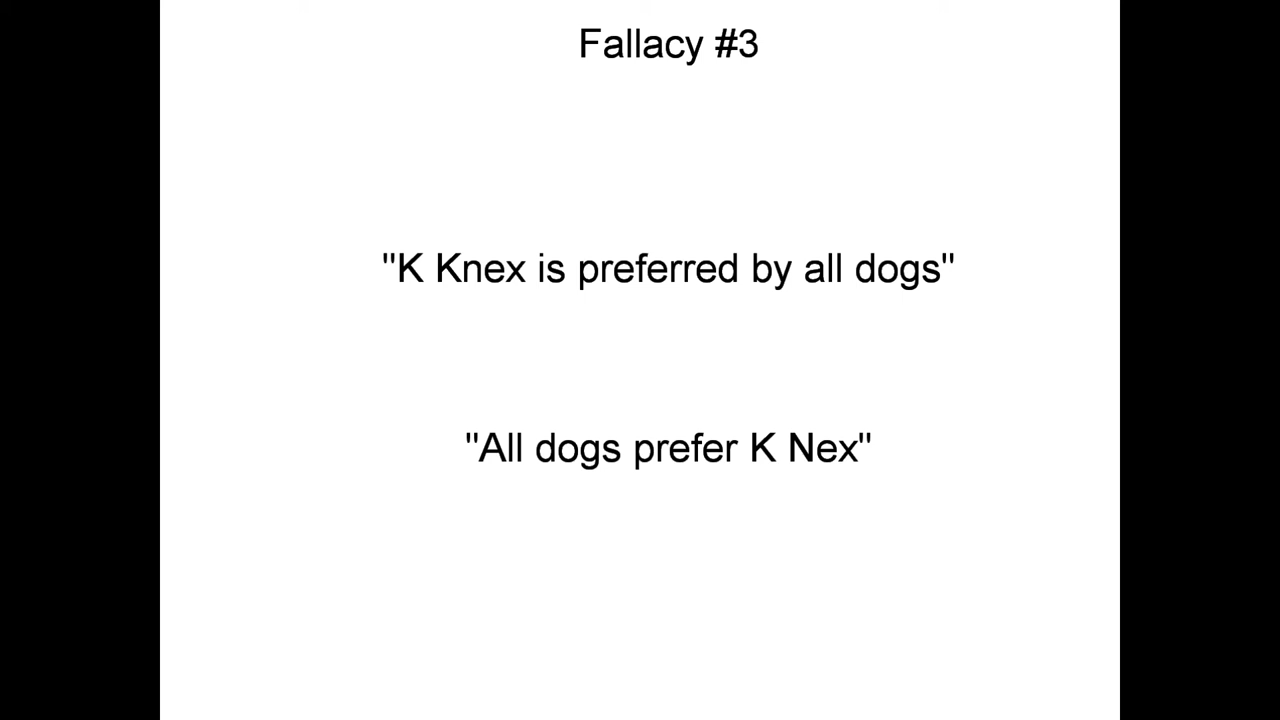 Fallacy #3
"K Knex is preferred by all dogs"
"All dogs prefer K Nex"